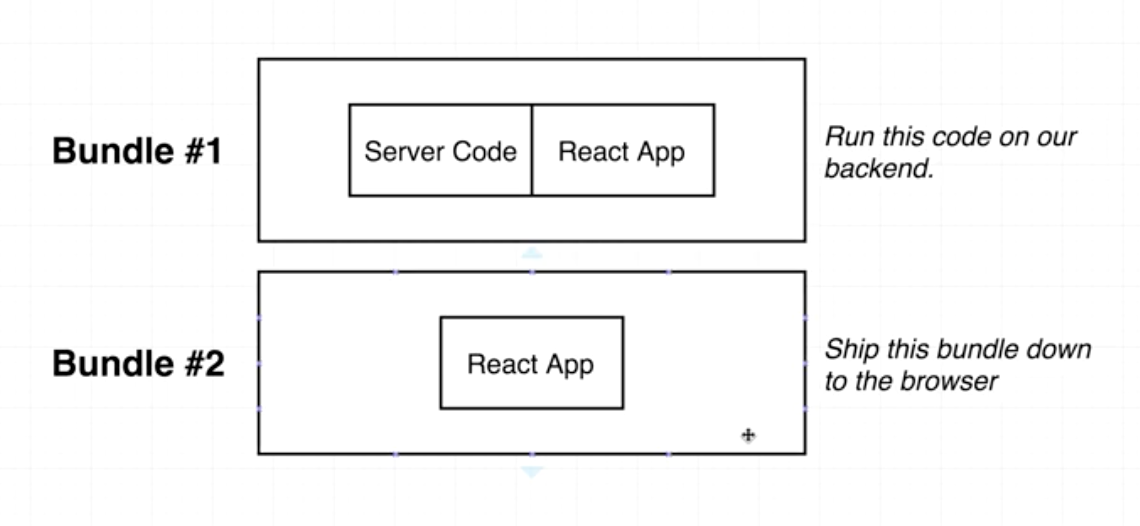 Bundle #1
Server Code
React App
Run this code on our
backend.
Bundle #2
React App
Ship this bundle down
to the browser